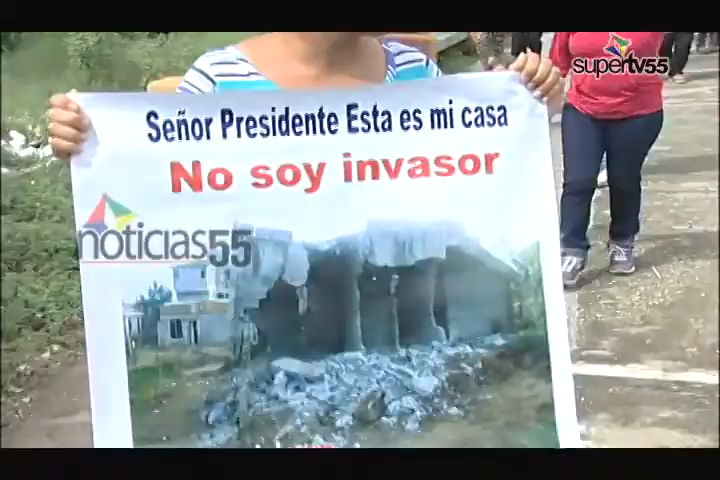 supertv55
Señor Presidente Esta es mi casa
No soy invasor
noticias55